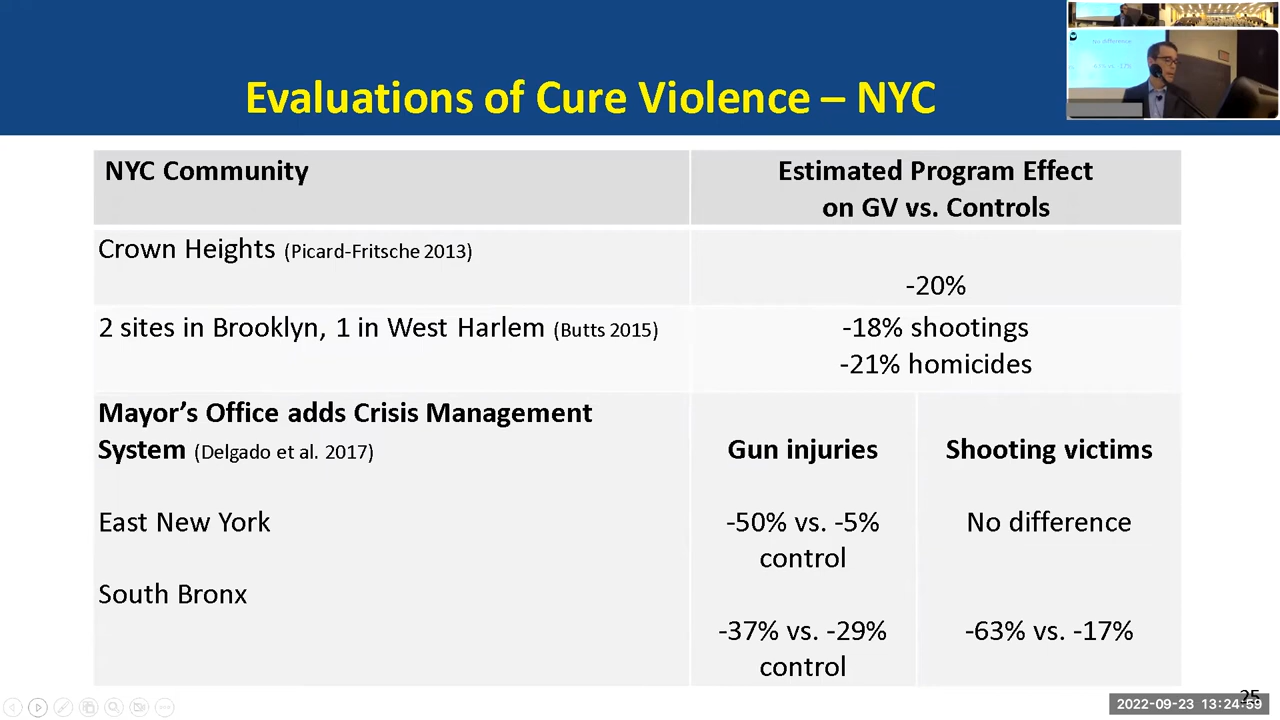 Evaluations of Cure Violence – NYC
NYC Community
Estimated Program Effect
on GV vs. Controls
Crown Heights (Picard-Fritsche 2013)
-20%
2 sites in Brooklyn, 1 in West Harlem (Butts 2015)
-18% shootings
-21% homicides
Mayor’s Office adds Crisis Management
System (Delgado et al. 2017)
Gun injuries
Shooting victims
East New York
-50% vs. -5%
control
No difference
South Bronx
-37% vs. -29%
control
-63% vs. -17%
25
2022-09-23 13:24:59